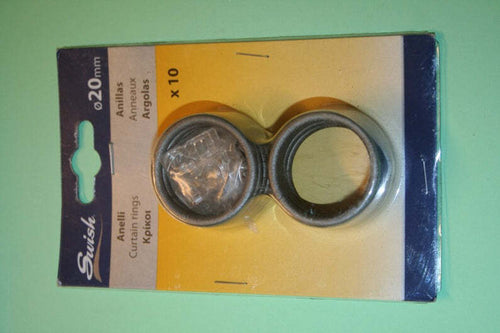 Swish
ø20mm
Anelli
Curtain rings
Κρίκοι
Anillas
Anneaux
Argolas
x 10